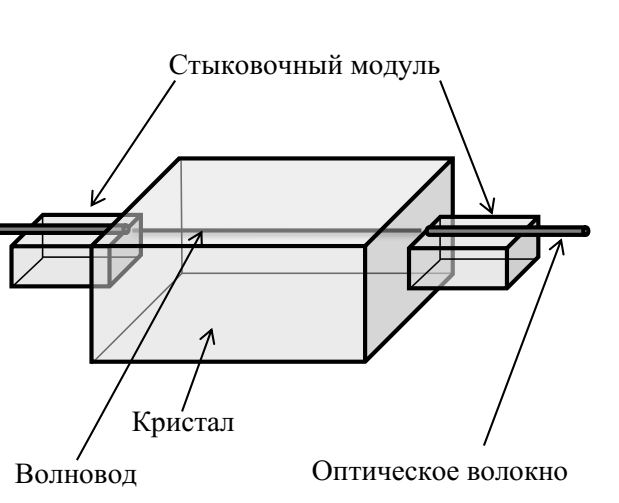 Стыковочный модуль
Кристал
Волновод
Оптическое волокно